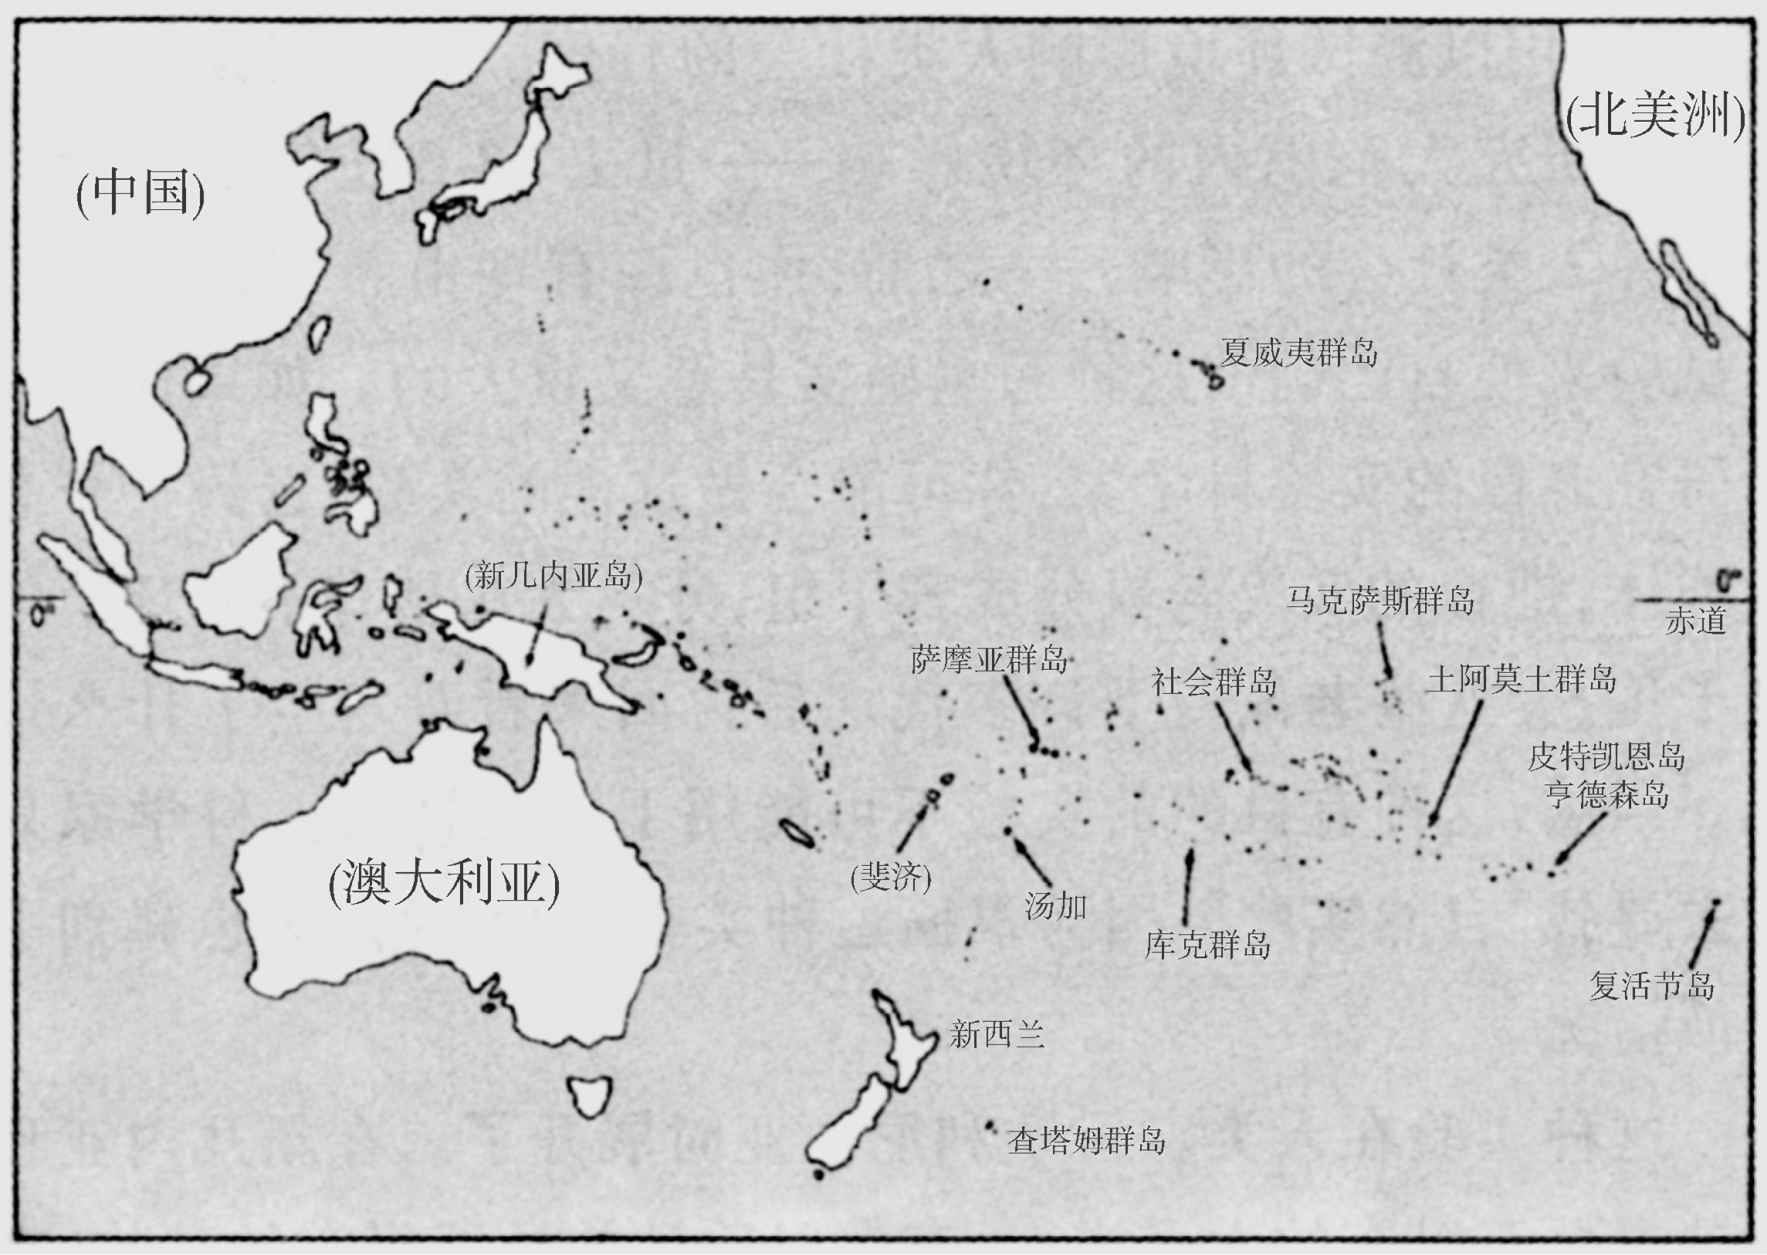 (北美洲)
(中国)
夏威夷群岛
(新几内亚岛)
0°
0°
赤道
马克萨斯群岛
萨摩亚群岛
社会群岛
土阿莫土群岛
皮特凯恩岛
亨德森岛
(澳大利亚)
(斐济)
汤加
库克群岛
复活节岛
新西兰
查塔姆群岛